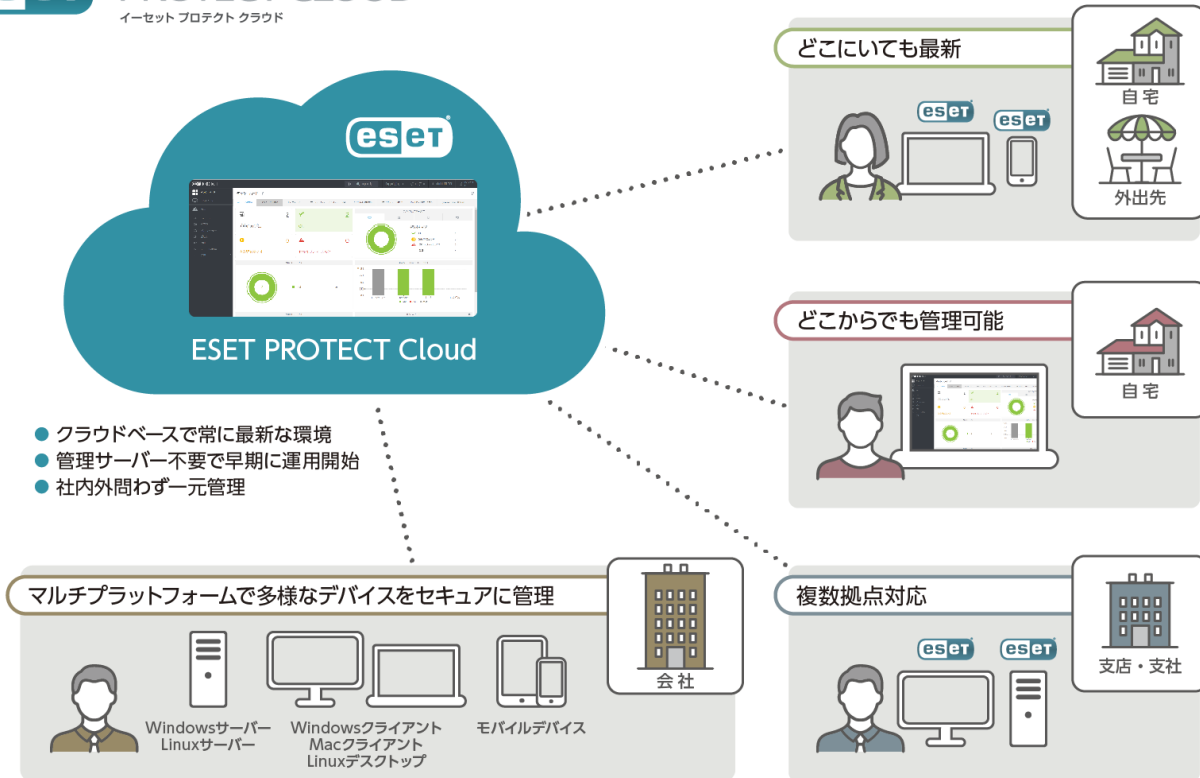 PROTECT CLOUD
イーセット プロテクト クラウド
eset
ESET PROTECT Cloud
クラウドベースで常に最新な環境
管理サーバー不要で早期に運用開始
社内外問わず一元管理
どこにいても最新
eset
eset
自宅
外出先
どこからでも管理可能
自宅
マルチプラットフォームで多様なデバイスをセキュアに管理
会社
Windowsサーバー
Linuxサーバー
Windowsクライアント
Macクライアント
Linuxデスクトップ
モバイルデバイス
複数拠点対応
eset
eset
支店・支社